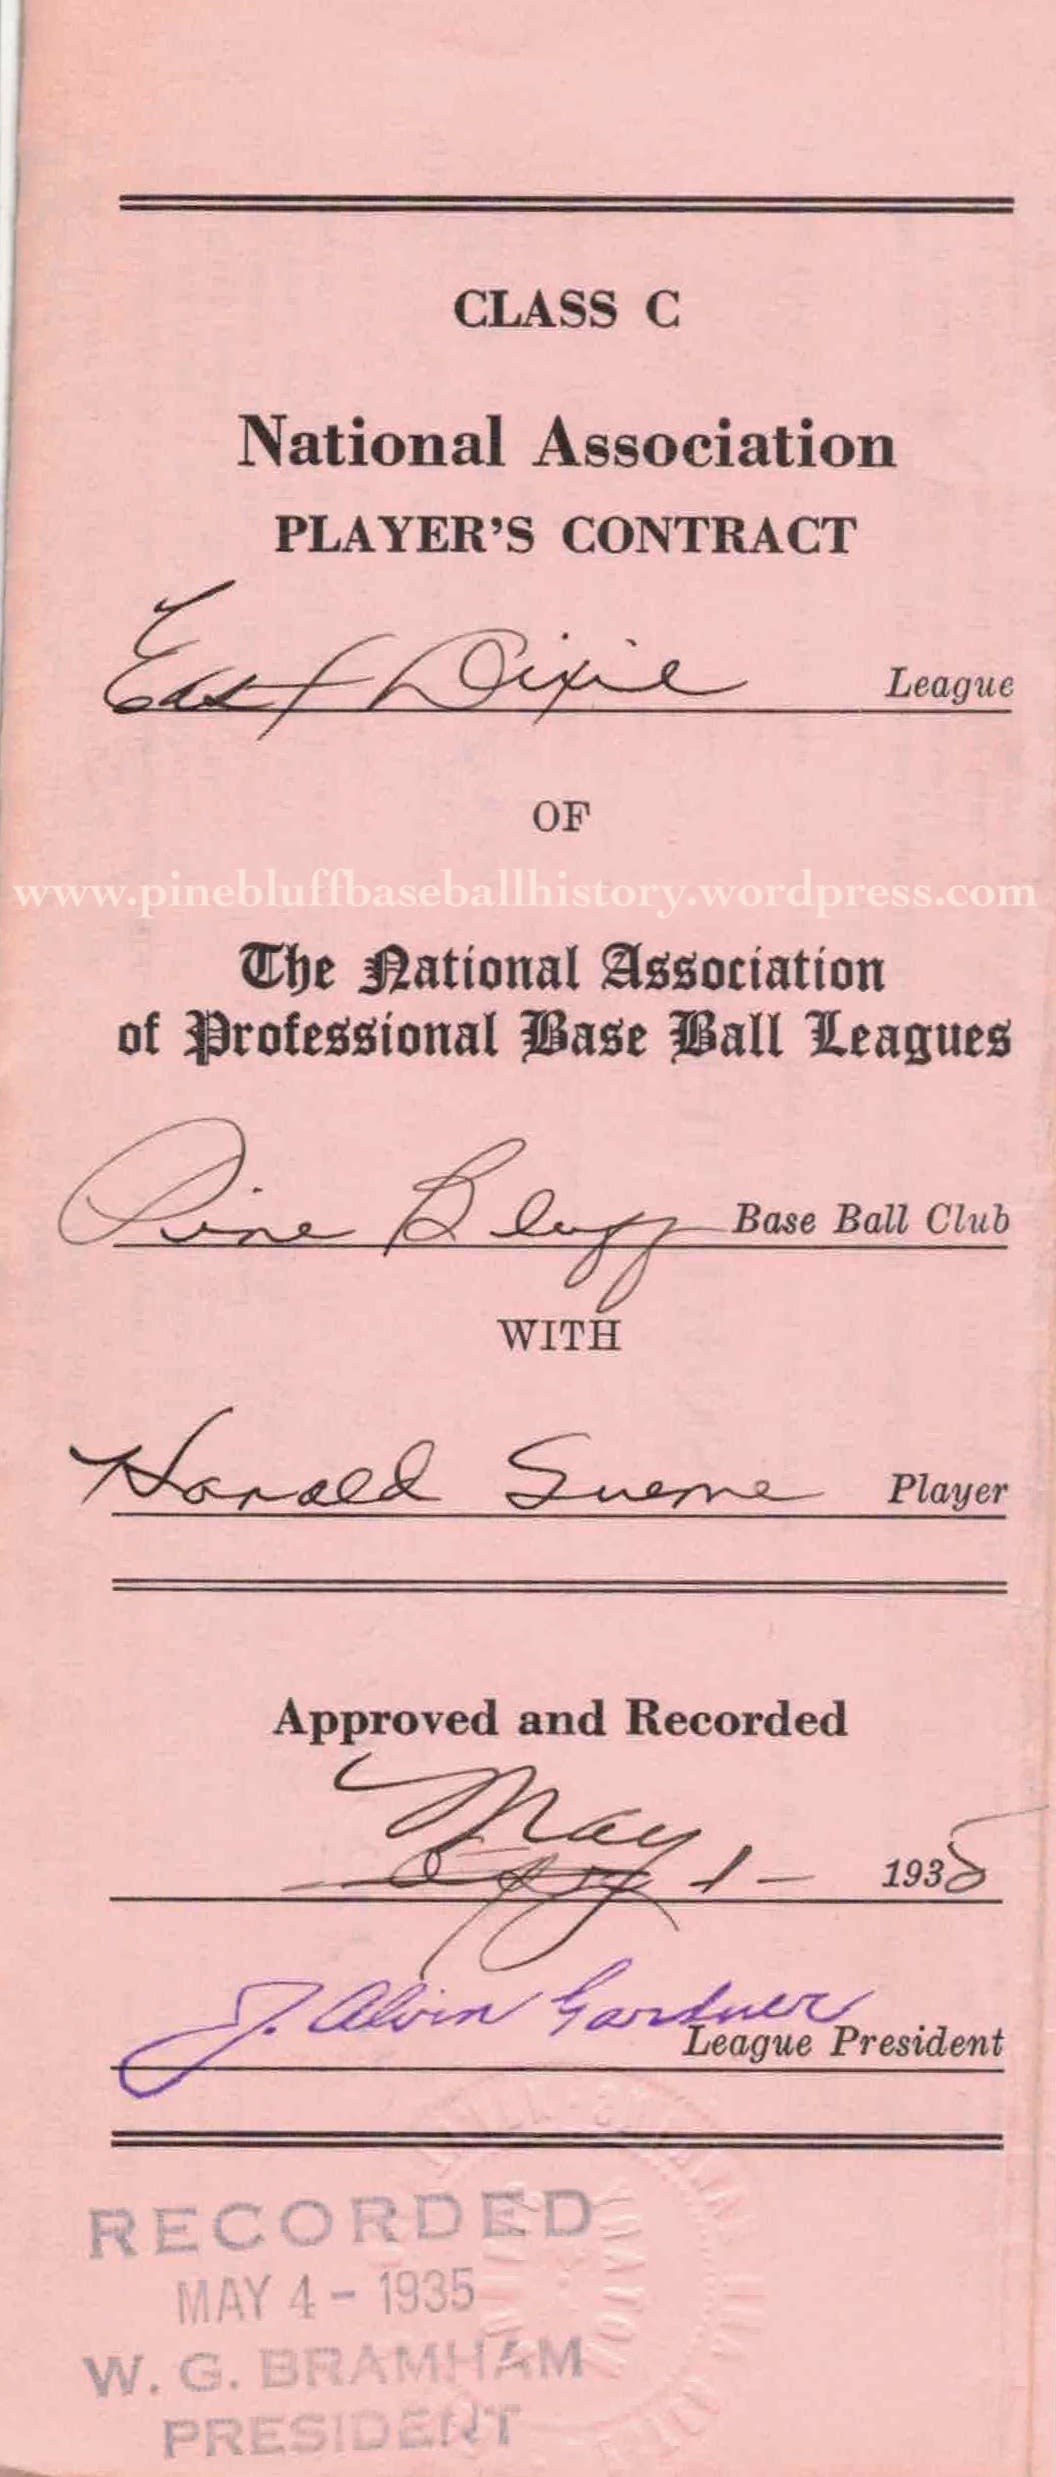 CLASS C
National Association
PLAYER'S CONTRACT
East Dixie League
OF
www.pinebluffbaseballhistory.wordpress.com
The National Association
of Professional Base Ball Leagues
Pine Bluff Base Ball Club
WITH
Harold Sueme Player
Approved and Recorded
May 1- 1935
J. Alvin Gardner
League President
RECORDED
MAY 4 - 1935
W. G. BRAMHAM
PRESIDENT